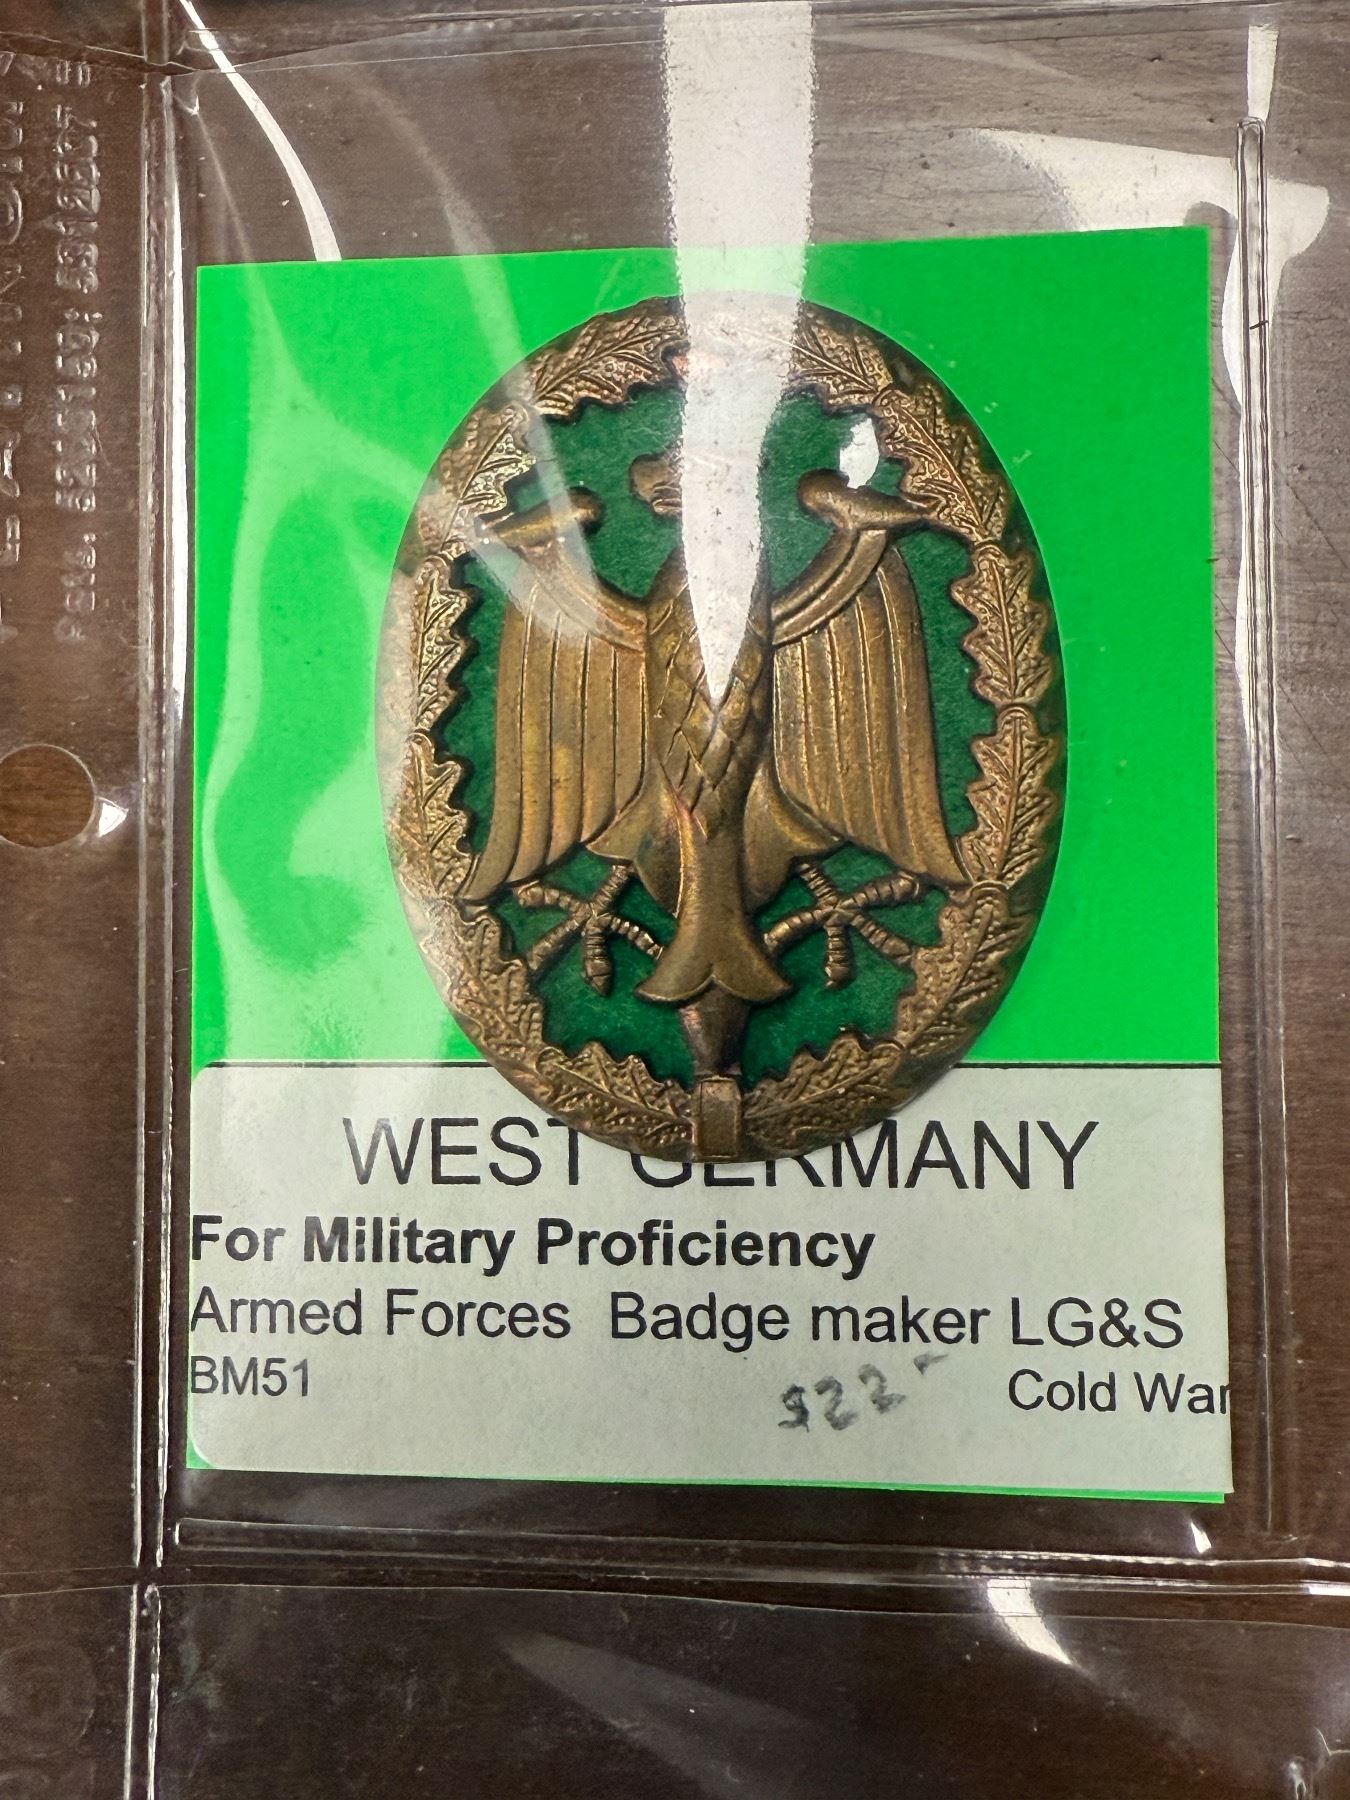 WEST GERMANY
For Military Proficiency
Armed Forces Badge maker LG&S
BM51
$22-
Cold War